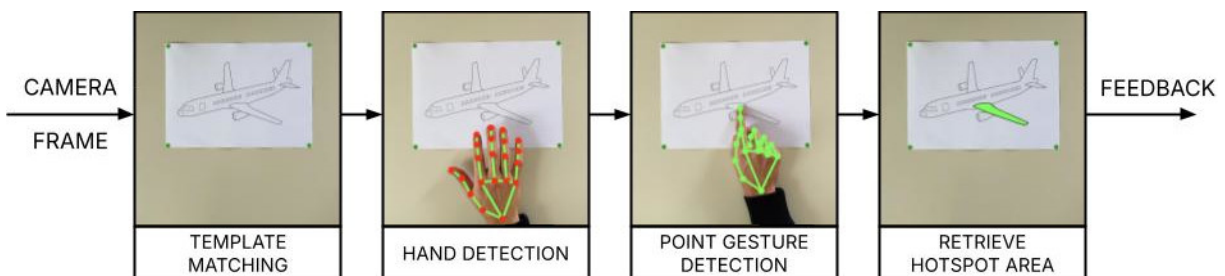 CAMERA
FRAME
TEMPLATE
MATCHING
HAND DETECTION
POINT GESTURE
DETECTION
RETRIEVE
HOTSPOT AREA
FEEDBACK